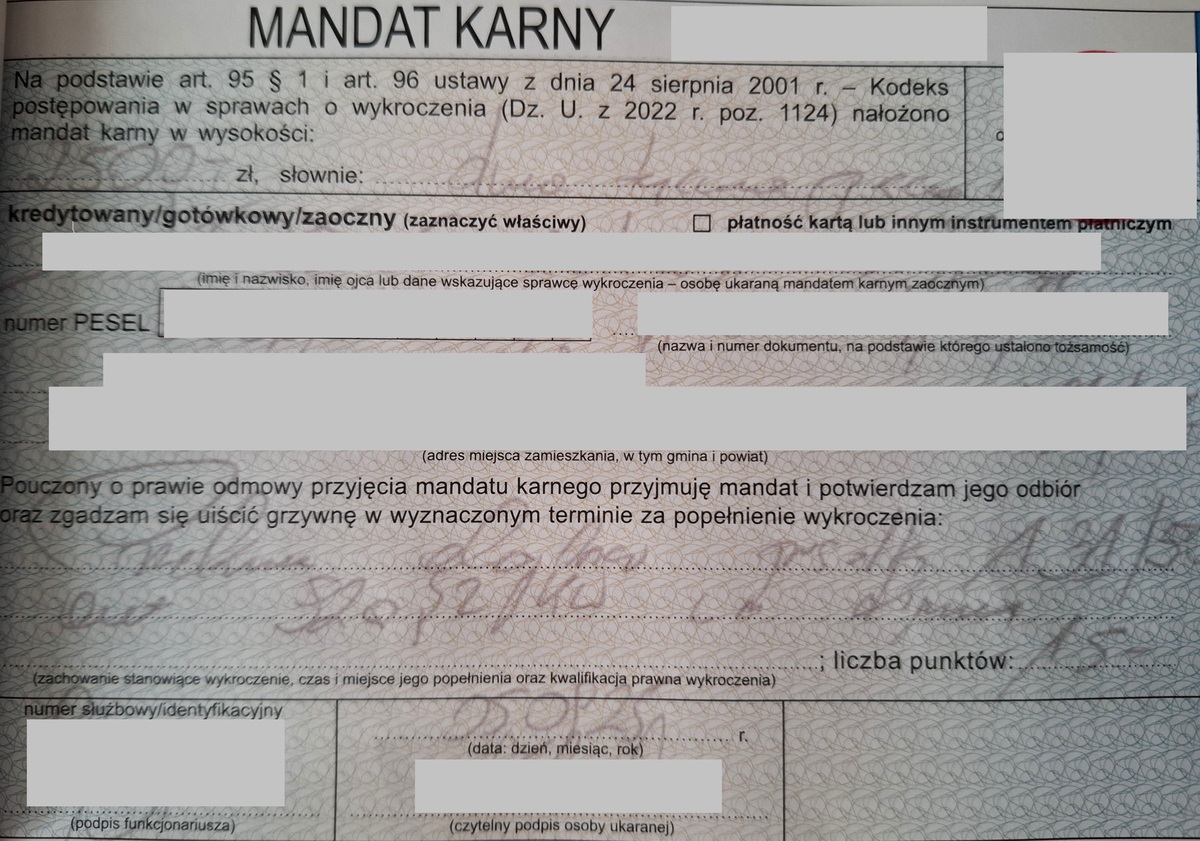 MANDAT KARNY
Na podstawie art. 95 § 1 i art. 96 ustawy z dnia 24 sierpnia 2001 r. – Kodeks
postępowania w sprawach o wykroczenia (Dz. U. z 2022 r. poz. 1124) nałożono
mandat karny w wysokości:
zł, słownie:
kredytowany/gotówkowy/zaoczny (zaznaczyć właściwy) ☐ płatność kartą lub innym instrumentem płatniczym
(imię i nazwisko, imię ojca lub dane wskazujące sprawcę wykroczenia – osobę ukaraną mandatem karnym zaocznym)
numer PESEL
(nazwa i numer dokumentu, na podstawie którego ustalono tożsamość)
(adres miejsca zamieszkania, w tym gmina i powiat)
Pouczony o prawie odmowy przyjęcia mandatu karnego przyjmuję mandat i potwierdzam jego odbiór
oraz zgadzam się uiścić grzywnę w wyznaczonym terminie za popełnienie wykroczenia:
; liczba punktów: 15
(zachowanie stanowiące wykroczenie, czas i miejsce jego popełnienia oraz kwalifikacja prawna wykroczenia)
numer służbowy/identyfikacyjny
r.
(data: dzień, miesiąc, rok)
(podpis funkcjonariusza)
(czytelny podpis osoby ukaranej)